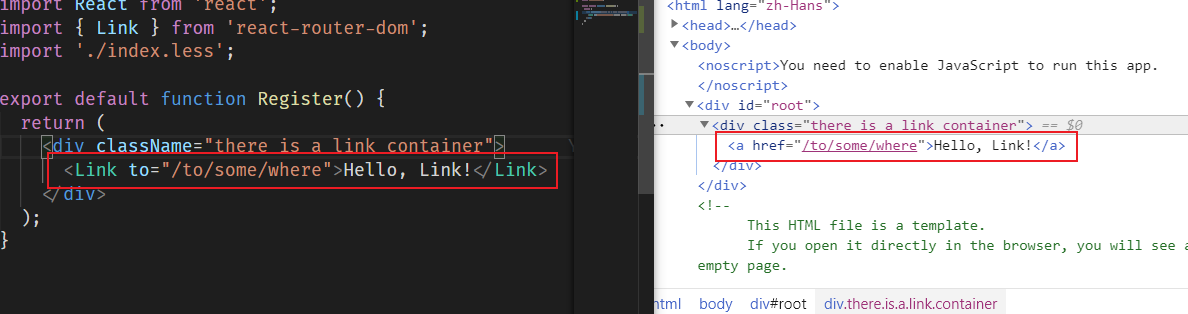 import React from 'react';
import { Link } from 'react-router-dom';
import './index.less';
export default function Register() {
return (
<div className="there is a link container">
<Link to="/to/some/where">Hello, Link!</Link>
</div>
);
}
<html lang="zh-Hans">
<head>…</head>
<body>
<noscript>You need to enable JavaScript to run this app.
</noscript>
<div id="root">
<div class="there is a link container"> == $0
<a href="/to/some/where">Hello, Link!</a>
</div>
</div>
<!--
This HTML file is a template.
If you open it directly in the browser, you will see a
empty page.
html body div#root div.there.is.a.link.container